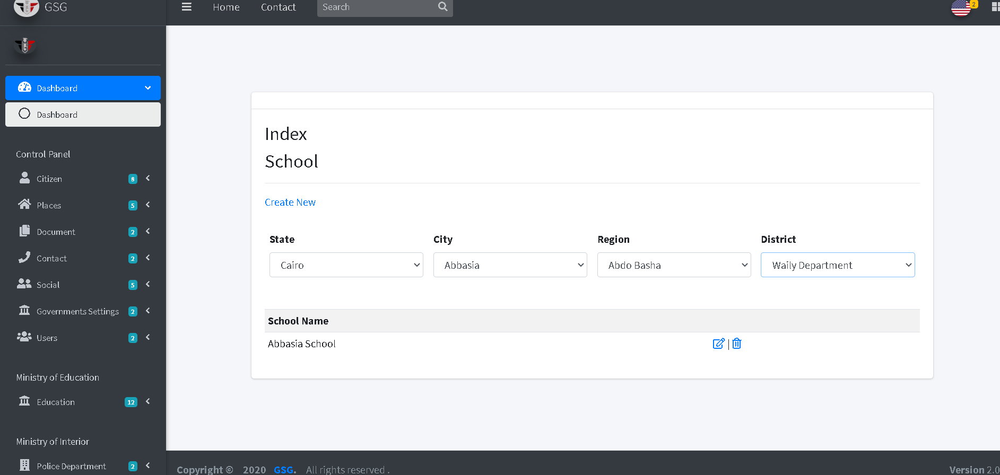 GSG
Home Contact Search 2
Dashboard
Dashboard
Control Panel
Citizen 8
Places 5
Document 2
Contact 2
Social 5
Governments Settings 2
Users 2
Ministry of Education
Education 12
Ministry of Interior
Police Department 2
Index
School
Create New
State City Region District
Cairo Abbasia Abdo Basha Waily Department
School Name
Abbasia School |
Copyright © 2020 GSG. All rights reserved .
Version 2.0